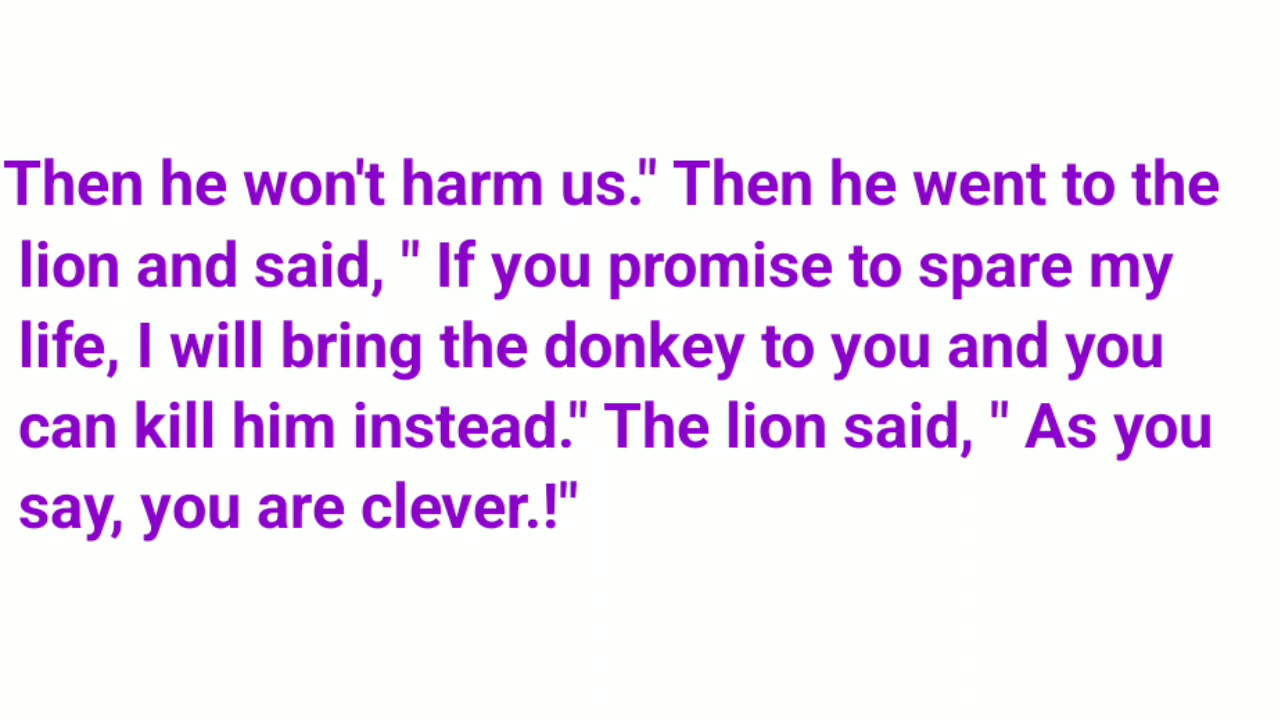 Then he won't harm us." Then he went to the
lion and said, " If you promise to spare my
life, I will bring the donkey to you and you
can kill him instead." The lion said, " As you
say, you are clever.!"